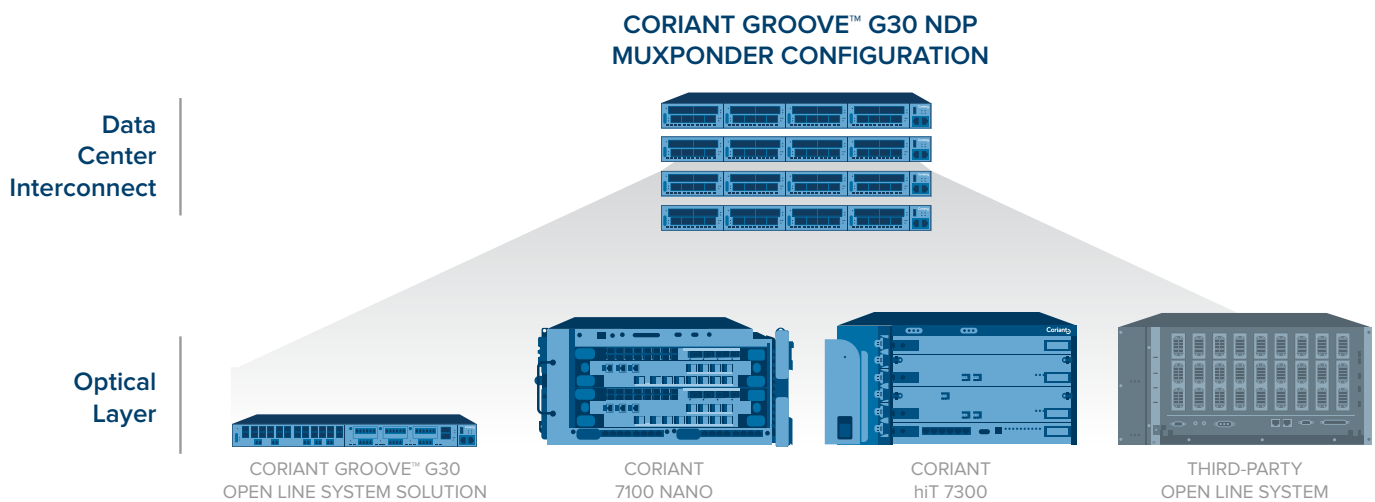 CORIANT GROOVE™ G30 NDP
MUXPONDER CONFIGURATION
Data
Center
Interconnect
Optical
Layer
Coriant
CORIANT GROOVE™ G30
OPEN LINE SYSTEM SOLUTION
CORIANT
7100 NANO
CORIANT
hiT 7300
THIRD-PARTY
OPEN LINE SYSTEM